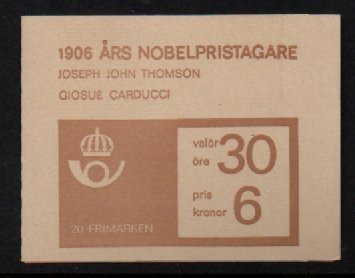 1906 ÅRS NOBELPRISTAGARE
JOSEPH JOHN THOMSON
GIOSUE CARDUCCI
valör
öre 30
pris
kronor 6
20 FRIMÄRKEN